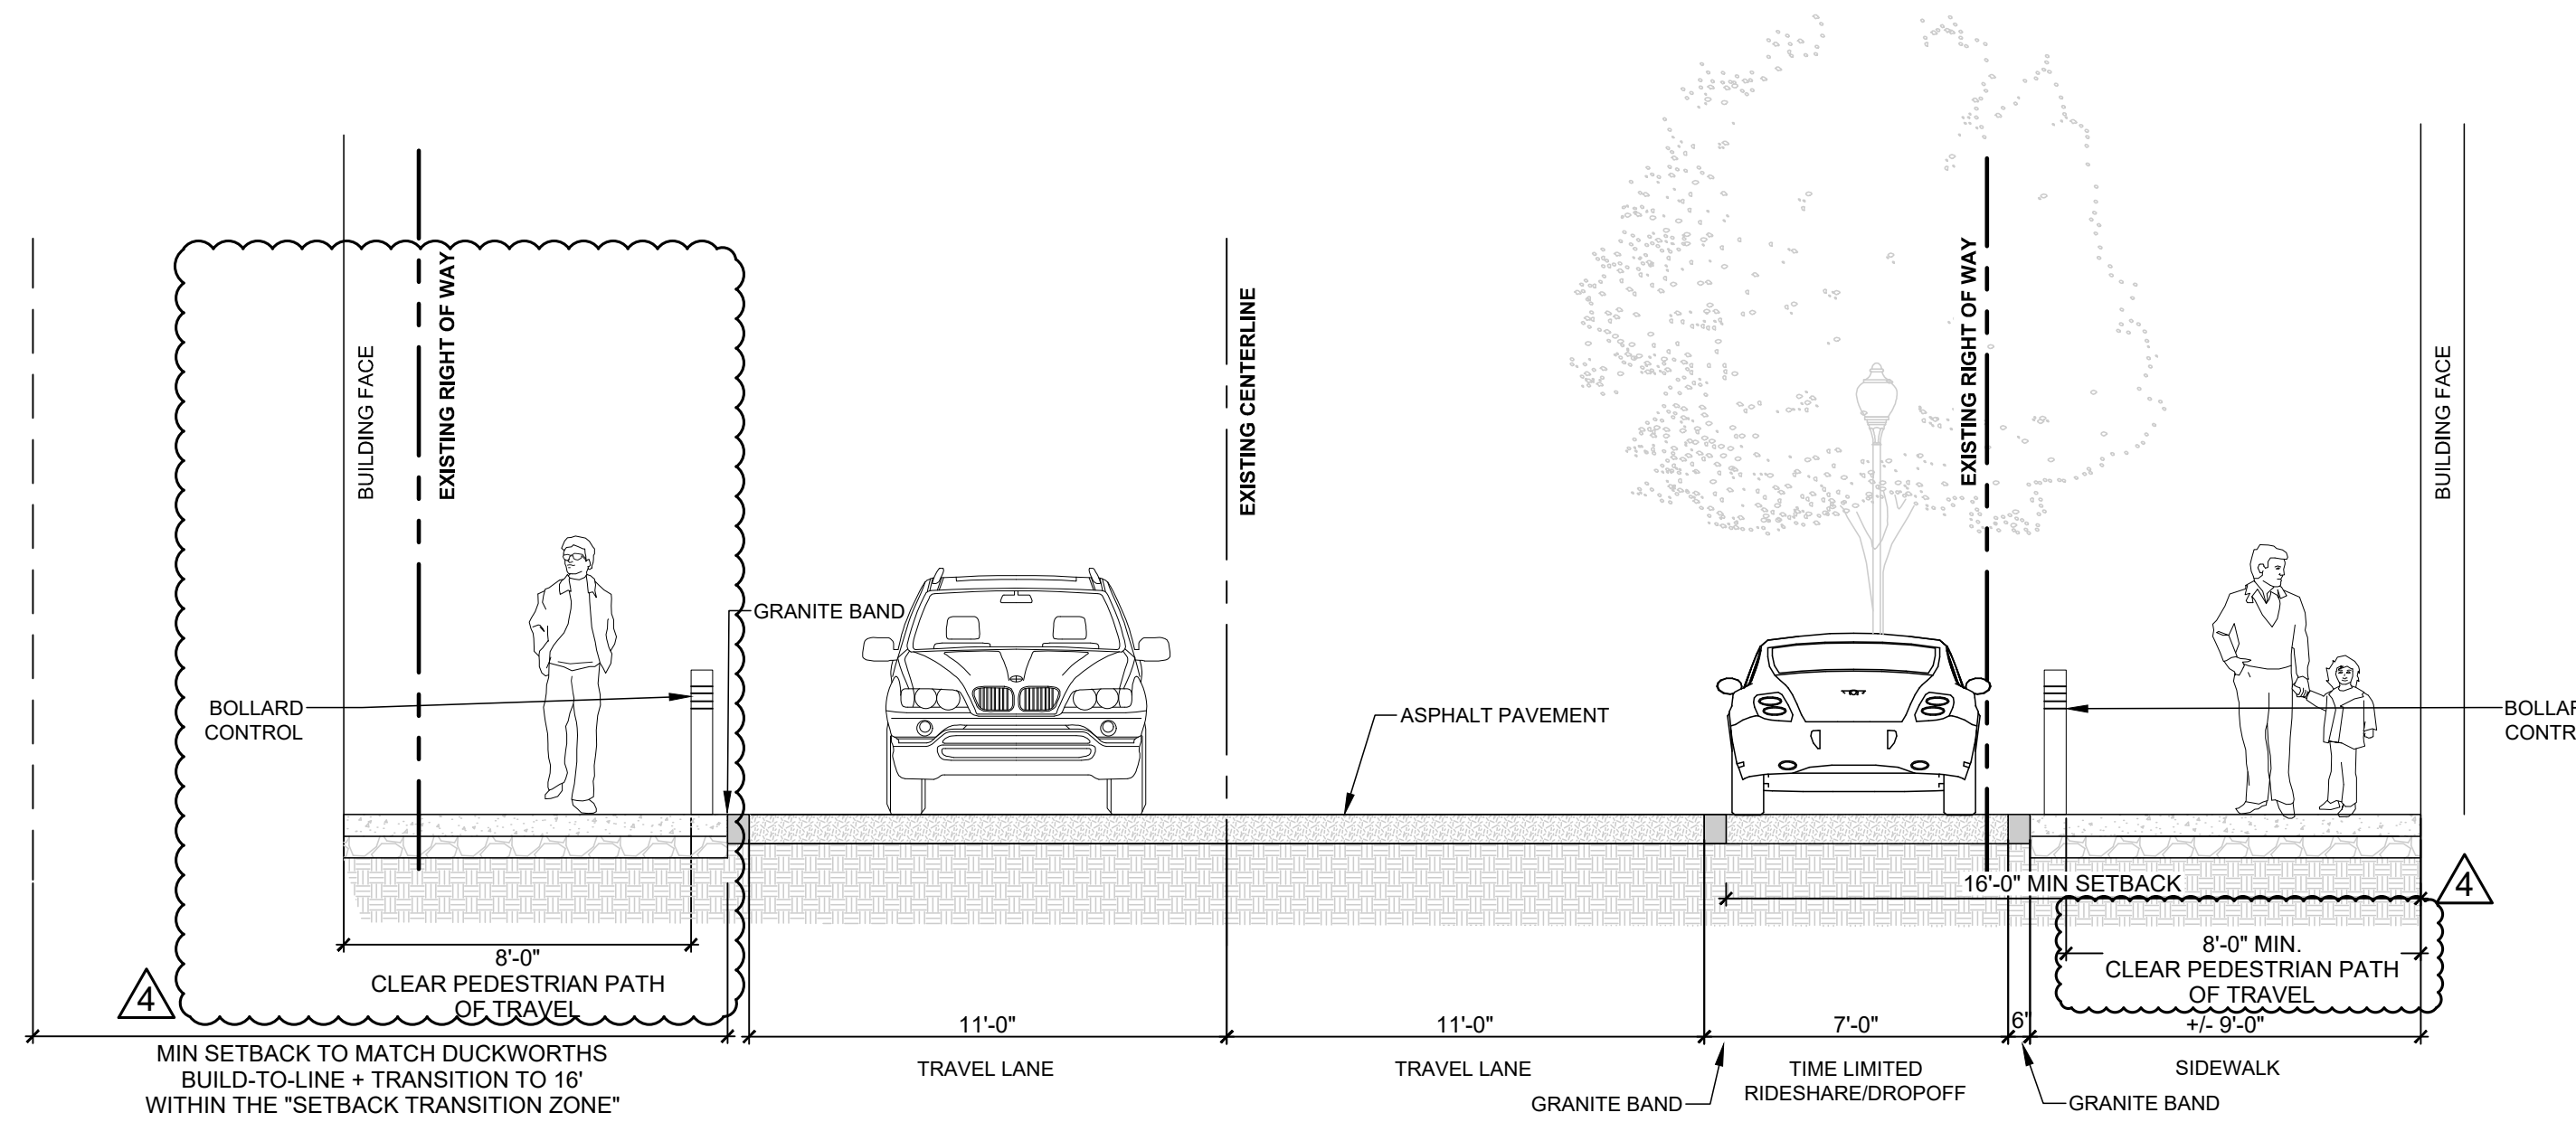 BUILDING FACE
EXISTING RIGHT OF WAY
EXISTING CENTERLINE
EXISTING RIGHT OF WAY
BUILDING FACE
GRANITE BAND
BOLLARD
CONTROL
ASPHALT PAVEMENT
BOLLAR
CONTR
16'-0" MIN SETBACK
4
8'-0"
CLEAR PEDESTRIAN PATH
OF TRAVEL
8'-0" MIN.
CLEAR PEDESTRIAN PATH
OF TRAVEL
4
11'-0"
11'-0"
7'-0"
6"
+/- 9'-0"
MIN SETBACK TO MATCH DUCKWORTHS
BUILD-TO-LINE + TRANSITION TO 16'
WITHIN THE "SETBACK TRANSITION ZONE"
TRAVEL LANE
TRAVEL LANE
TIME LIMITED
RIDESHARE/DROPOFF
SIDEWALK
GRANITE BAND
GRANITE BAND